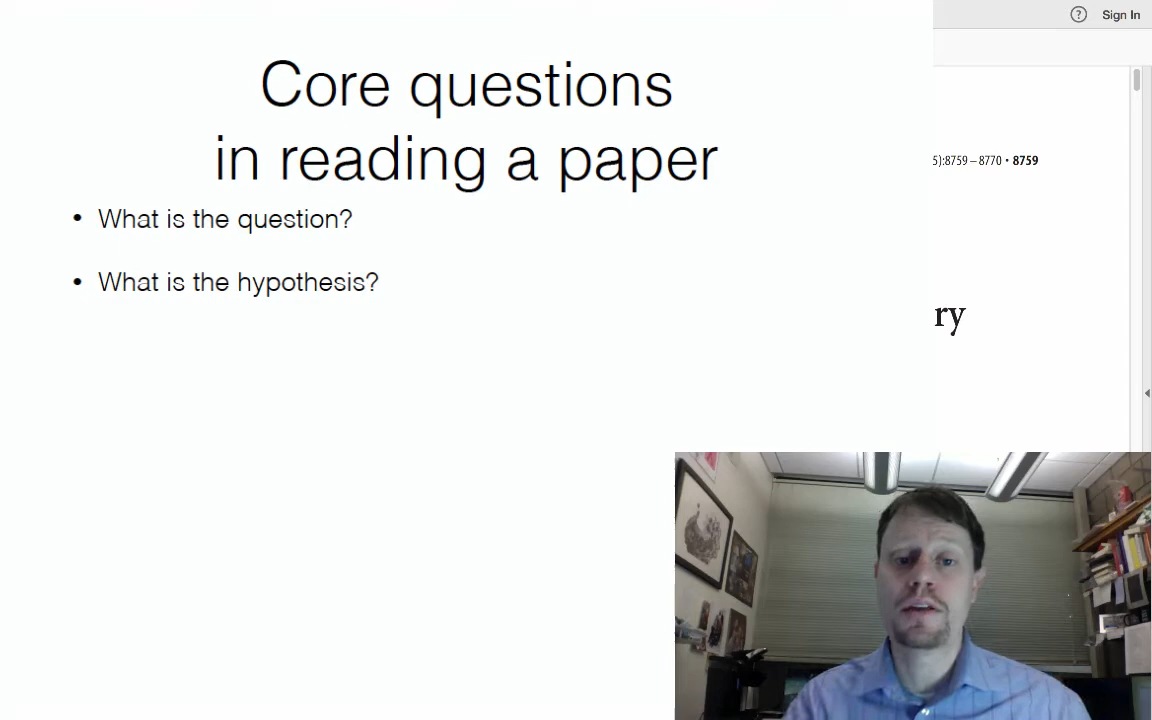 Sign In
Core questions
in reading a paper
5):8759–8770 • 8759
• What is the question?
• What is the hypothesis?
ry